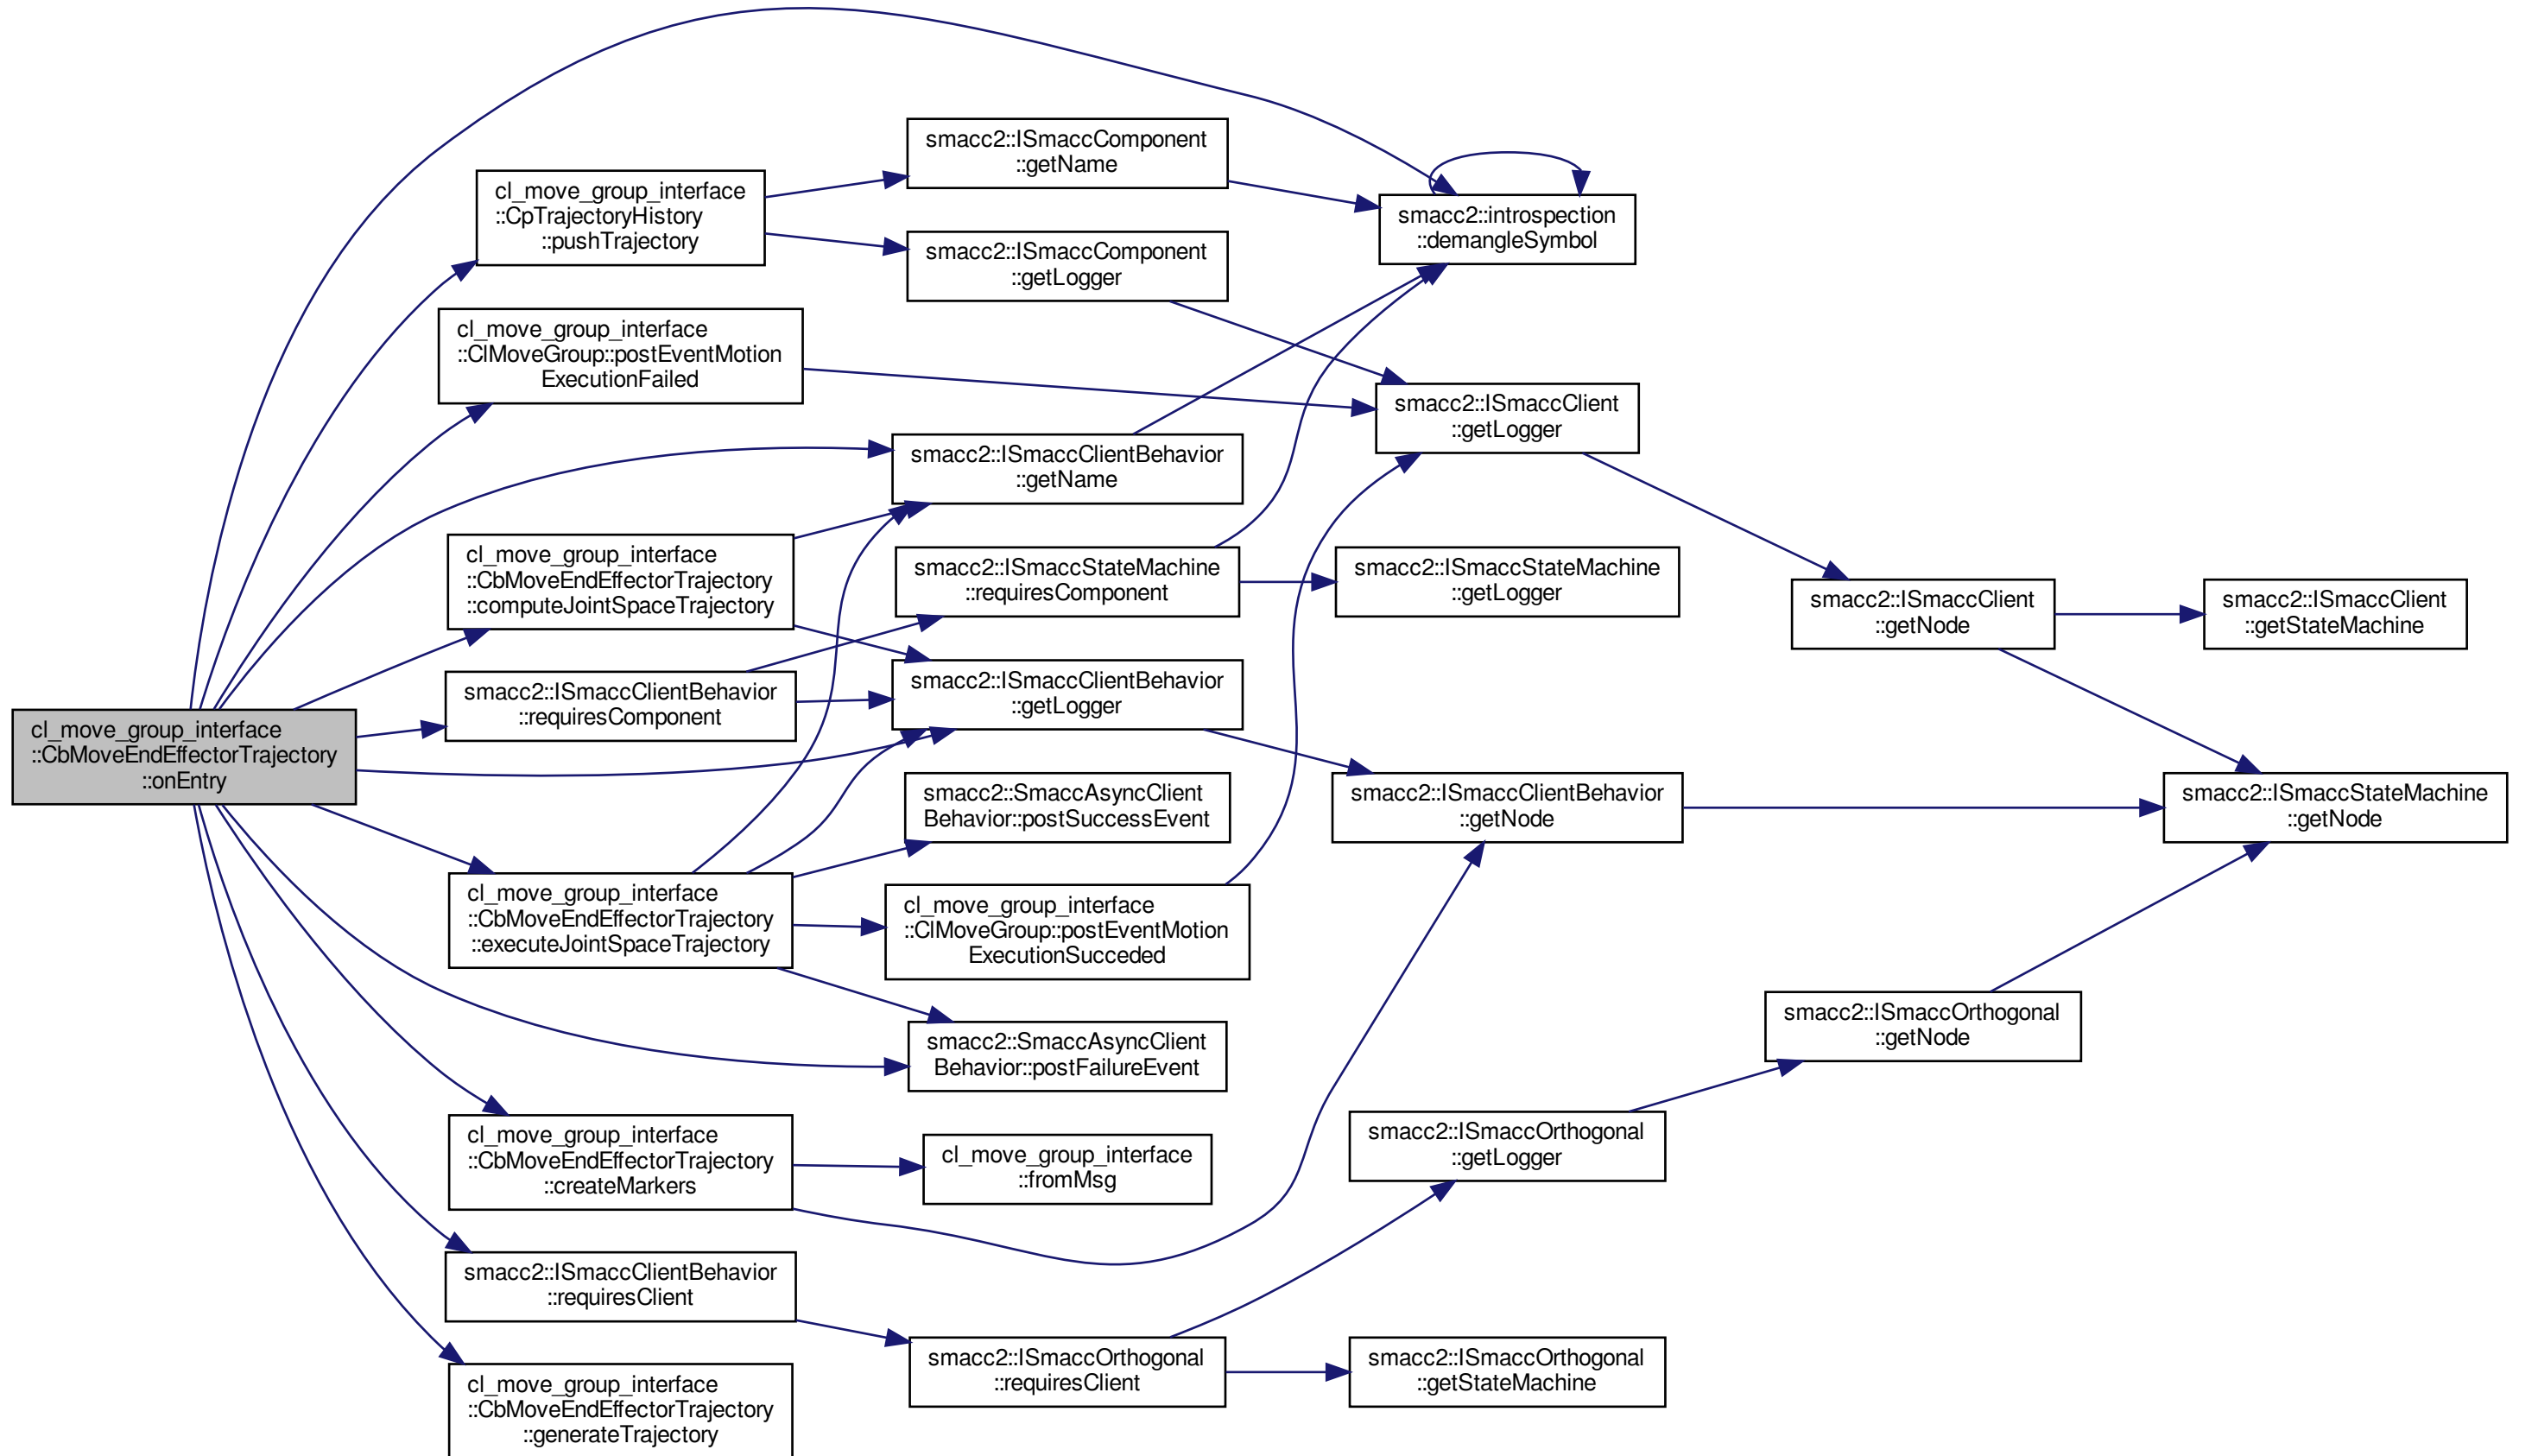 cl_move_group_interface
::CbMoveEndEffectorTrajectory
::onEntry
cl_move_group_interface
::CpTrajectoryHistory
::pushTrajectory
cl_move_group_interface
::ClMoveGroup::postEventMotion
ExecutionFailed
cl_move_group_interface
::CbMoveEndEffectorTrajectory
::computeJointSpaceTrajectory
smacc2::ISmaccClientBehavior
::requiresComponent
cl_move_group_interface
::CbMoveEndEffectorTrajectory
::executeJointSpaceTrajectory
cl_move_group_interface
::CbMoveEndEffectorTrajectory
::createMarkers
smacc2::ISmaccClientBehavior
::requiresClient
cl_move_group_interface
::CbMoveEndEffectorTrajectory
::generateTrajectory
smacc2::ISmaccComponent
::getName
smacc2::ISmaccComponent
::getLogger
smacc2::ISmaccClientBehavior
::getName
smacc2::ISmaccStateMachine
::requiresComponent
smacc2::ISmaccClientBehavior
::getLogger
smacc2::SmaccAsyncClient
Behavior::postSuccessEvent
cl_move_group_interface
::ClMoveGroup::postEventMotion
ExecutionSucceded
smacc2::SmaccAsyncClient
Behavior::postFailureEvent
cl_move_group_interface
::fromMsg
smacc2::ISmaccOrthogonal
::requiresClient
smacc2::introspection
::demangleSymbol
smacc2::ISmaccClient
::getLogger
smacc2::ISmaccStateMachine
::getLogger
smacc2::ISmaccClientBehavior
::getNode
smacc2::ISmaccOrthogonal
::getLogger
smacc2::ISmaccOrthogonal
::getStateMachine
smacc2::ISmaccClient
::getNode
smacc2::ISmaccOrthogonal
::getNode
smacc2::ISmaccClient
::getStateMachine
smacc2::ISmaccStateMachine
::getNode